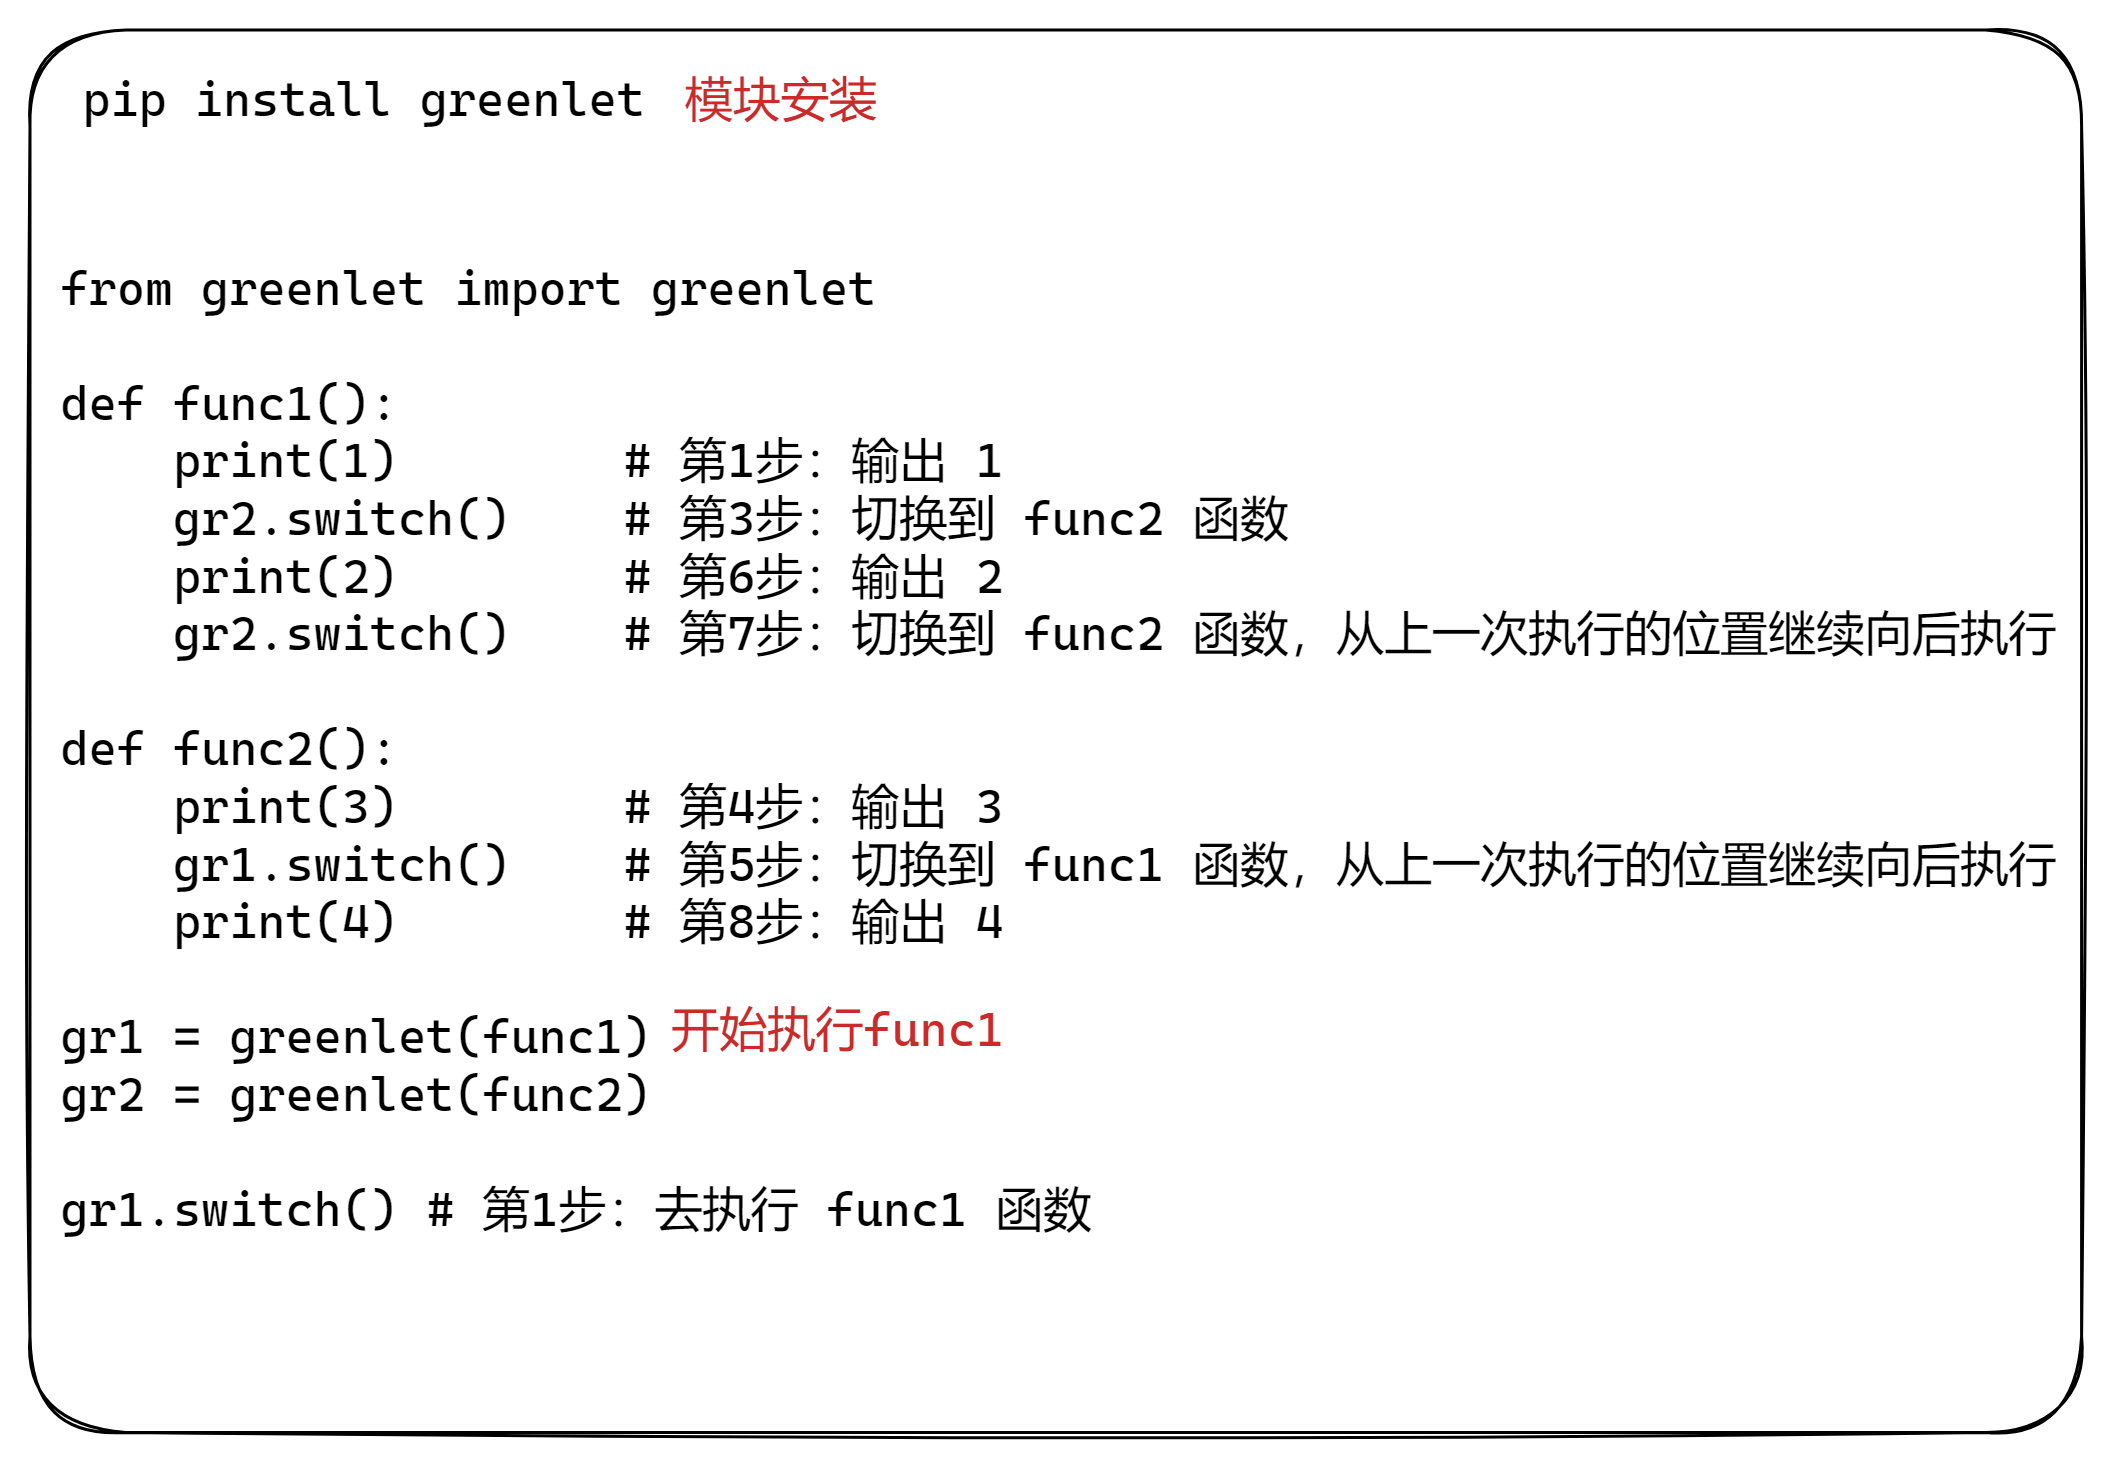 pip install greenlet 模块安装
from greenlet import greenlet
def func1():
    print(1)        # 第1步：输出 1
    gr2.switch()    # 第3步：切换到 func2 函数
    print(2)        # 第6步：输出 2
    gr2.switch()    # 第7步：切换到 func2 函数，从上一次执行的位置继续向后执行
def func2():
    print(3)        # 第4步：输出 3
    gr1.switch()    # 第5步：切换到 func1 函数，从上一次执行的位置继续向后执行
    print(4)        # 第8步：输出 4
gr1 = greenlet(func1) 开始执行func1
gr2 = greenlet(func2)
gr1.switch() # 第1步：去执行 func1 函数